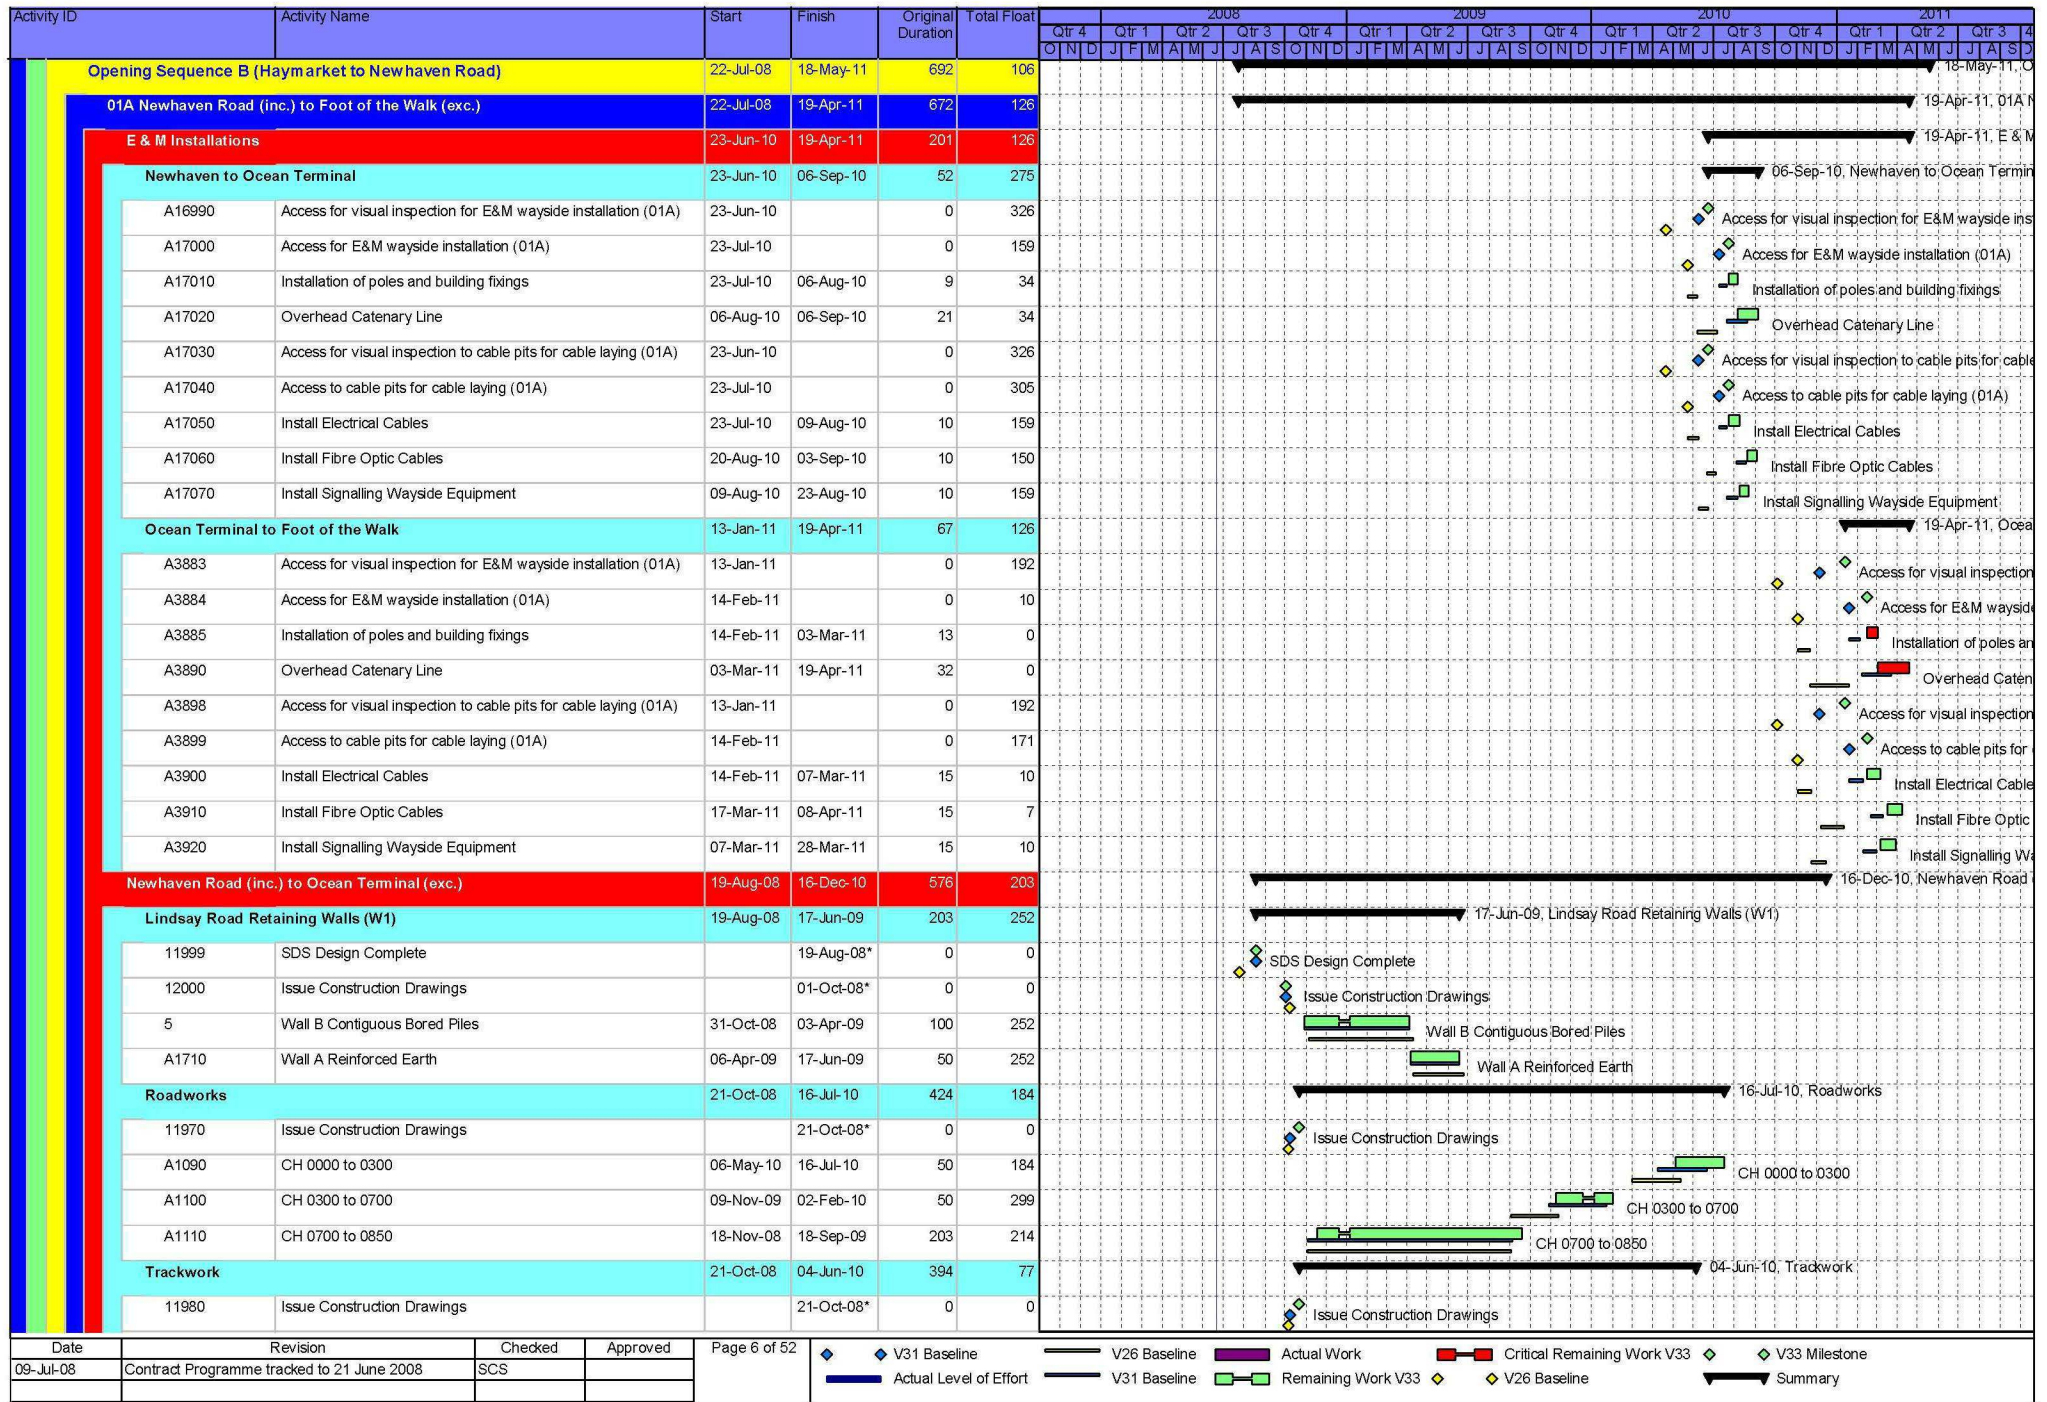 Activity ID Activity Name Start Finish Original Duration Total Float
2008 2009 2010 2011
Qtr 4 Qtr 1 Qtr 2 Qtr 3 Qtr 4 Qtr 1 Qtr 2 Qtr 3 Qtr 4 Qtr 1 Qtr 2 Qtr 3 Qtr 4 Qtr 1 Qtr 2 Qtr 3 4
O N D J F M A M J J A S O N D J F M A M J J A S O N D J F M A M J J A S O N D J F M A M J J A S
Opening Sequence B (Haymarket to Newhaven Road) 22-Jul-08 18-May-11 692 106 18-May-11, O
01A Newhaven Road (inc.) to Foot of the Walk (exc.) 22-Jul-08 19-Apr-11 672 126 19-Apr-11, 01A N
E & M Installations 23-Jun-10 19-Apr-11 201 126 19-Apr-11, E & M
Newhaven to Ocean Terminal 23-Jun-10 06-Sep-10 52 275 06-Sep-10, Newhaven to Ocean Termin
A16990 Access for visual inspection for E&M wayside installation (01A) 23-Jun-10 0 326 Access for visual inspection for E&M wayside ins
A17000 Access for E&M wayside installation (01A) 23-Jul-10 0 159 Access for E&M wayside installation (01A)
A17010 Installation of poles and building fixings 23-Jul-10 06-Aug-10 9 34 Installation of poles and building fixings
A17020 Overhead Catenary Line 06-Aug-10 06-Sep-10 21 34 Overhead Catenary Line
A17030 Access for visual inspection to cable pits for cable laying (01A) 23-Jun-10 0 326 Access for visual inspection to cable pits for cable
A17040 Access to cable pits for cable laying (01A) 23-Jul-10 0 305 Access to cable pits for cable laying (01A)
A17050 Install Electrical Cables 23-Jul-10 09-Aug-10 10 159 Install Electrical Cables
A17060 Install Fibre Optic Cables 20-Aug-10 03-Sep-10 10 150 Install Fibre Optic Cables
A17070 Install Signalling Wayside Equipment 09-Aug-10 23-Aug-10 10 159 Install Signalling Wayside Equipment
Ocean Terminal to Foot of the Walk 13-Jan-11 19-Apr-11 67 126 19-Apr-11, Ocea
A3883 Access for visual inspection for E&M wayside installation (01A) 13-Jan-11 0 192 Access for visual inspection
A3884 Access for E&M wayside installation (01A) 14-Feb-11 0 10 Access for E&M wayside
A3885 Installation of poles and building fixings 14-Feb-11 03-Mar-11 13 0 Installation of poles an
A3890 Overhead Catenary Line 03-Mar-11 19-Apr-11 32 0 Overhead Caten
A3898 Access for visual inspection to cable pits for cable laying (01A) 13-Jan-11 0 192 Access for visual inspection
A3899 Access to cable pits for cable laying (01A) 14-Feb-11 0 171 Access to cable pits for
A3900 Install Electrical Cables 14-Feb-11 07-Mar-11 15 10 Install Electrical Cable
A3910 Install Fibre Optic Cables 17-Mar-11 08-Apr-11 15 7 Install Fibre Optic
A3920 Install Signalling Wayside Equipment 07-Mar-11 28-Mar-11 15 10 Install Signalling Wa
Newhaven Road (inc.) to Ocean Terminal (exc.) 19-Aug-08 16-Dec-10 576 203 16-Dec-10, Newhaven Road
Lindsay Road Retaining Walls (W1) 19-Aug-08 17-Jun-09 203 252 17-Jun-09, Lindsay Road Retaining Walls (W1)
11999 SDS Design Complete 19-Aug-08* 0 0 SDS Design Complete
12000 Issue Construction Drawings 01-Oct-08* 0 0 Issue Construction Drawings
5 Wall B Contiguous Bored Piles 31-Oct-08 03-Apr-09 100 252 Wall B Contiguous Bored Piles
A1710 Wall A Reinforced Earth 06-Apr-09 17-Jun-09 50 252 Wall A Reinforced Earth
Roadworks 21-Oct-08 16-Jul-10 424 184 16-Jul-10, Roadworks
11970 Issue Construction Drawings 21-Oct-08* 0 0 Issue Construction Drawings
A1090 CH 0000 to 0300 06-May-10 16-Jul-10 50 184 CH 0000 to 0300
A1100 CH 0300 to 0700 09-Nov-09 02-Feb-10 50 299 CH 0300 to 0700
A1110 CH 0700 to 0850 18-Nov-08 18-Sep-09 203 214 CH 0700 to 0850
Trackwork 21-Oct-08 04-Jun-10 394 77 04-Jun-10, Trackwork
11980 Issue Construction Drawings 21-Oct-08* 0 0 Issue Construction Drawings
Date Revision Checked Approved Page 6 of 52
09-Jul-08 Contract Programme tracked to 21 June 2008 SCS
V31 Baseline V26 Baseline Actual Work Critical Remaining Work V33 V33 Milestone
Actual Level of Effort V31 Baseline Remaining Work V33 V26 Baseline Summary